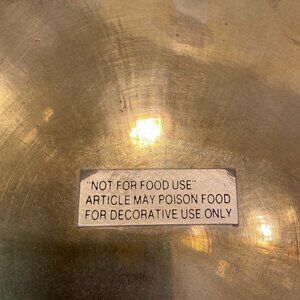 "NOT FOR FOOD USE"
ARTICLE MAY POISON FOOD
FOR DECORATIVE USE ONLY